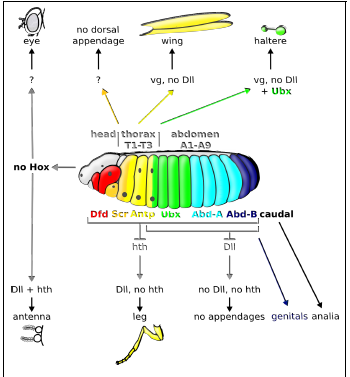 eye
no dorsal
appendage
wing
haltere
?
?
vg, no Dll
vg, no Dll
+ Ubx
head thorax abdomen
T1-T3 A1-A9
no Hox
Dfd Scr Antp Ubx Abd-A Abd-B caudal
hth
Dll
Dll + hth
Dll, no hth
no Dll, no hth
antenna
leg
no appendages
genitals
analia